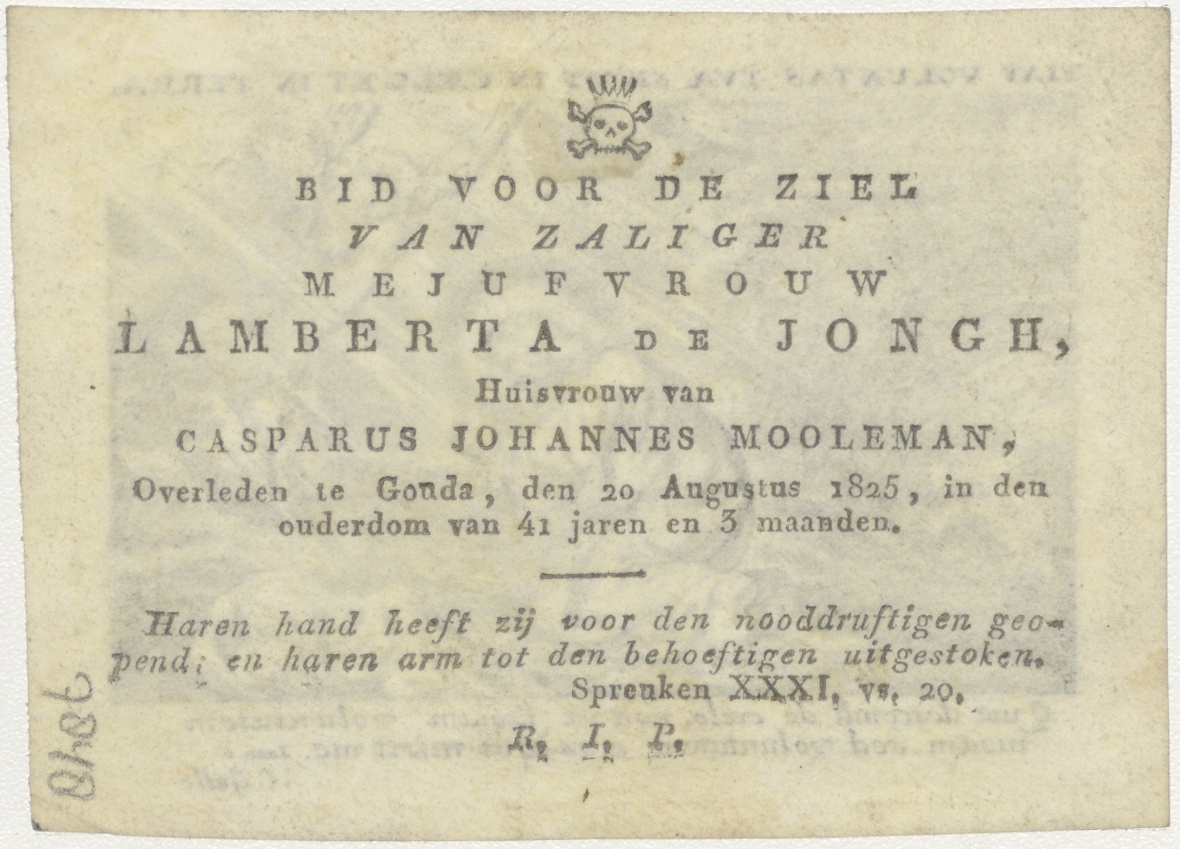 BID VOOR DE ZIEL
VAN ZALIGER
MEJUFVROUW
LAMBERTA DE JONGH,
Huisvrouw van
CASPARUS JOHANNES MOOLEMAN,
Overleden te Gouda, den 20 Augustus 1825, in den
ouderdom van 41 jaren en 3 maanden.
Haren hand heeft zij voor den nooddruftigen geo-
pend; en haren arm tot den behoeftigen uitgestoken.
Spreuken XXXI, vs. 20.
R. I. P.